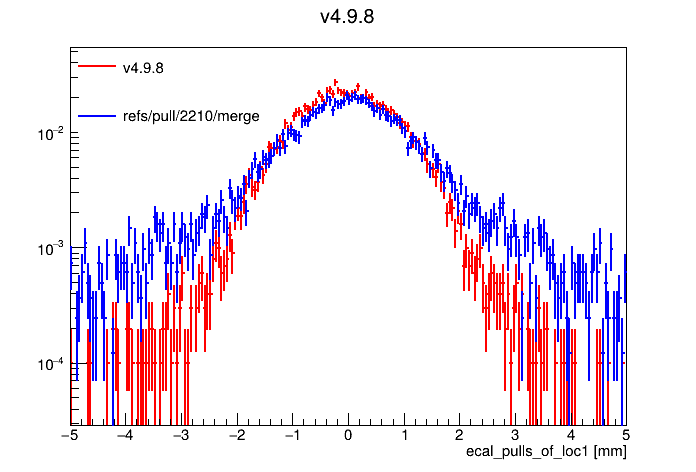 v4.9.8
v4.9.8
refs/pull/2210/merge
10⁻²
10⁻³
10⁻⁴
−5 −4 −3 −2 −1 0 1 2 3 4 5
ecal_pulls_of_loc1 [mm]